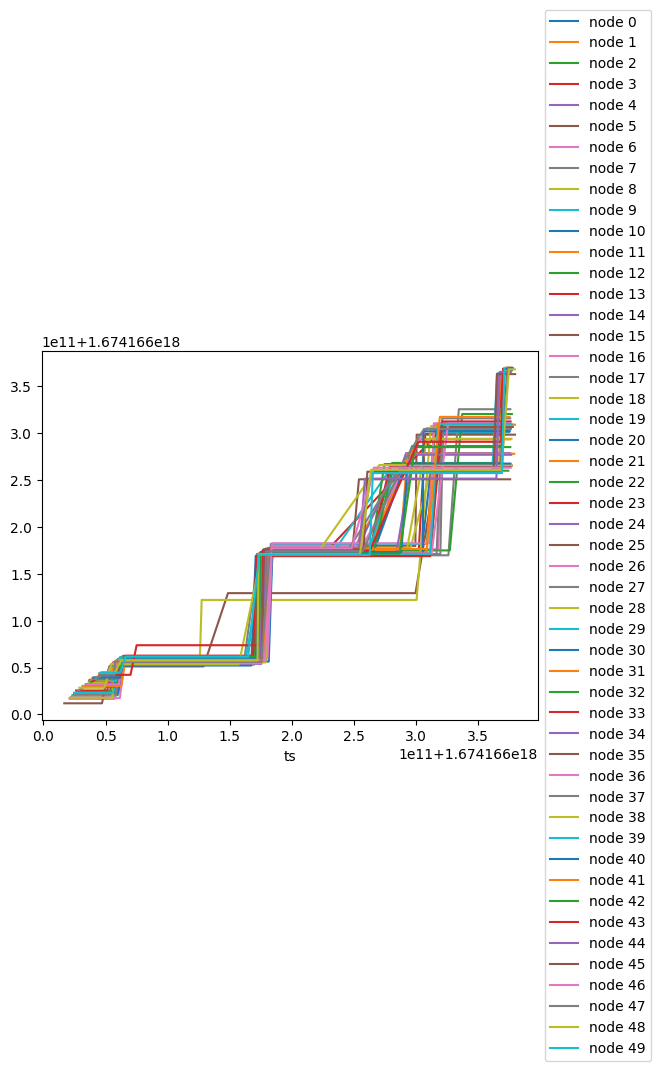 node 0
node 1
node 2
node 3
node 4
node 5
node 6
node 7
node 8
node 9
node 10
node 11
node 12
node 13
node 14
node 15
node 16
node 17
node 18
node 19
node 20
node 21
node 22
node 23
node 24
node 25
node 26
node 27
node 28
node 29
node 30
node 31
node 32
node 33
node 34
node 35
node 36
node 37
node 38
node 39
node 40
node 41
node 42
node 43
node 44
node 45
node 46
node 47
node 48
node 49
1e11+1.674166e18
3.5
3.0
2.5
2.0
1.5
1.0
0.5
0.0
0.0 0.5 1.0 1.5 2.0 2.5 3.0 3.5
1e11+1.674166e18
ts